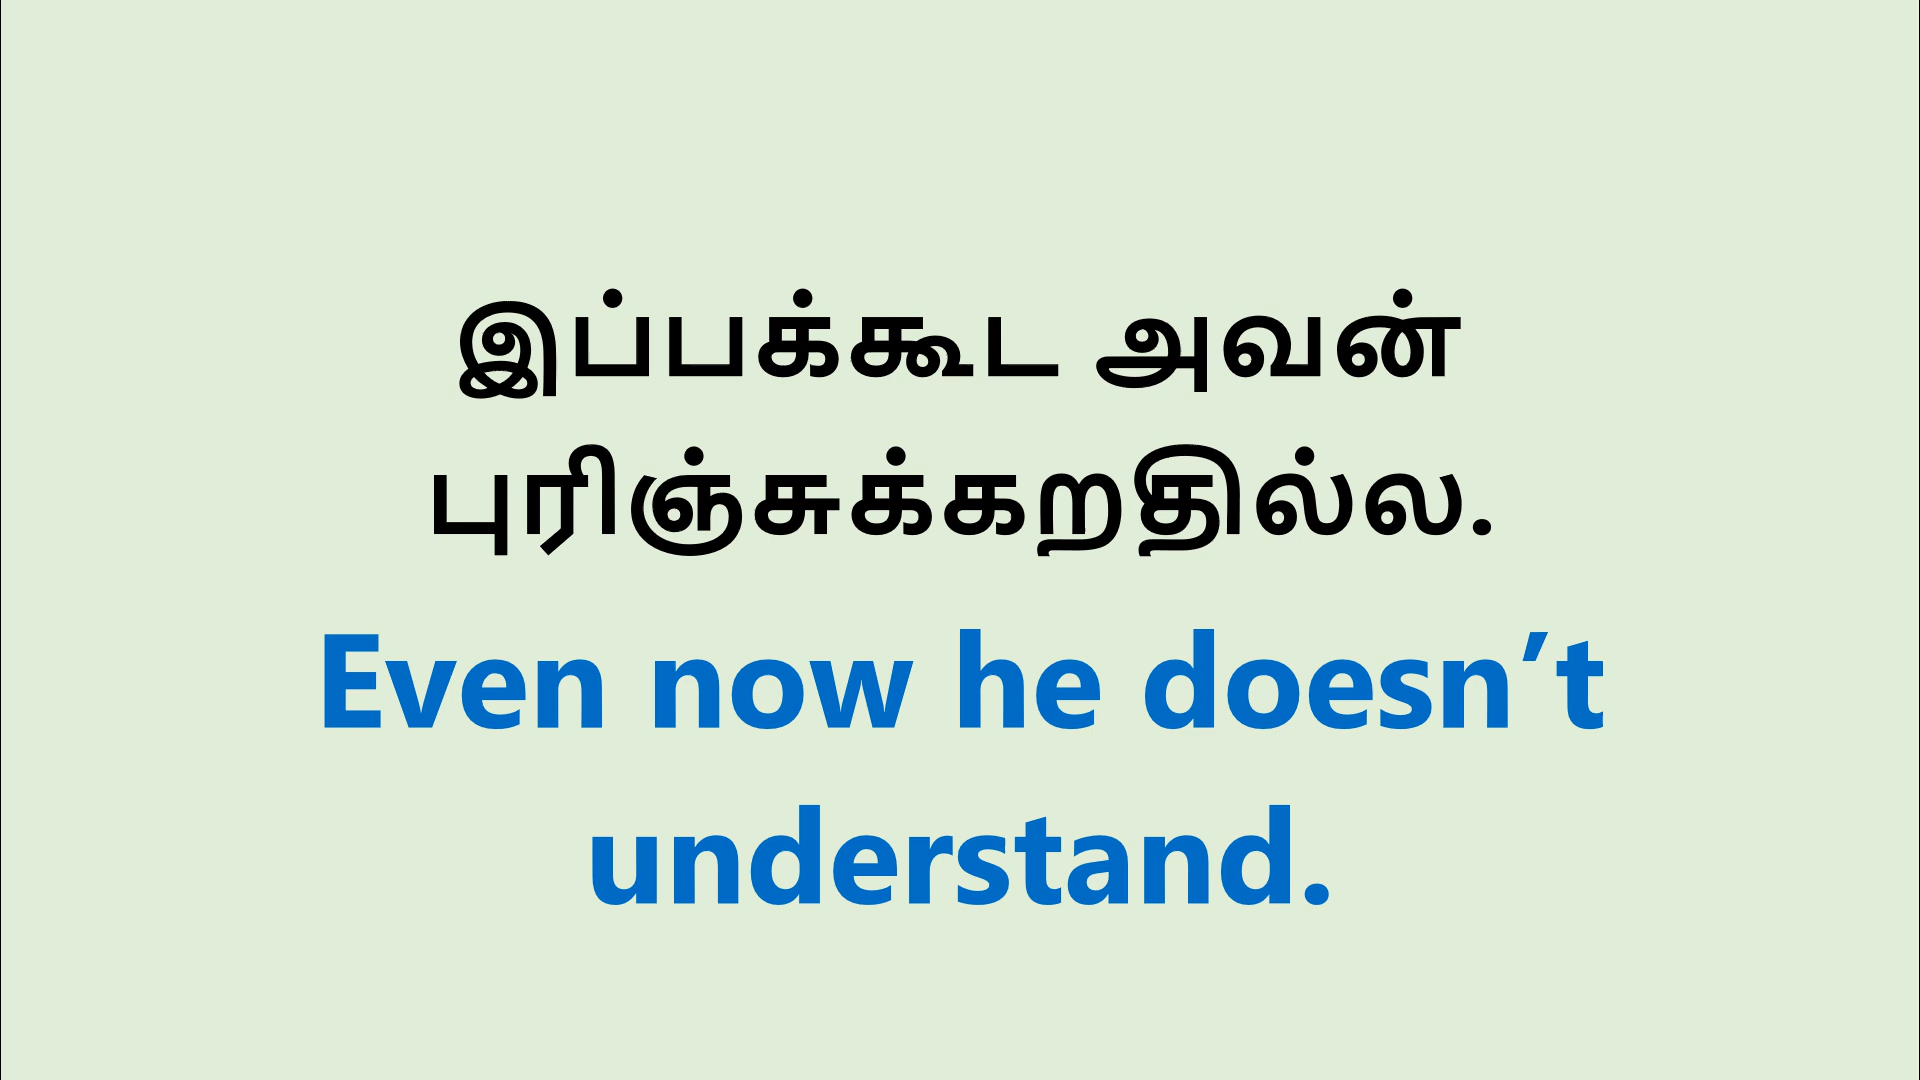 இப்பக்கூட அவன்
புரிஞ்சுக்கறதில்ல.
Even now he doesn’t
understand.